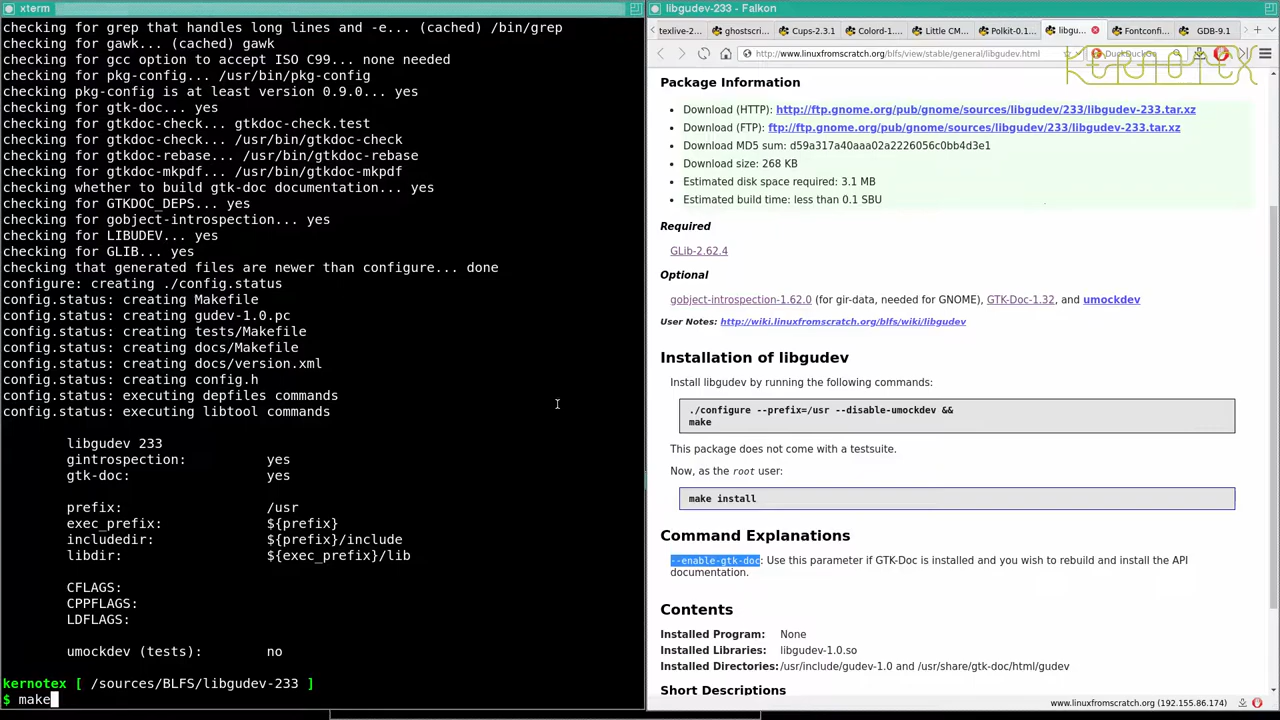 xterm
checking for grep that handles long lines and -e... (cached) /bin/grep
checking for gawk... (cached) gawk
checking for gcc option to accept ISO C99... none needed
checking for pkg-config... /usr/bin/pkg-config
checking pkg-config is at least version 0.9.0... yes
checking for gtk-doc... yes
checking for gtkdoc-check... gtkdoc-check.test
checking for gtkdoc-check... /usr/bin/gtkdoc-check
checking for gtkdoc-rebase... /usr/bin/gtkdoc-rebase
checking for gtkdoc-mkpdf... /usr/bin/gtkdoc-mkpdf
checking whether to build gtk-doc documentation... yes
checking for GTKDOC_DEPS... yes
checking for gobject-introspection... yes
checking for LIBUDEV... yes
checking for GLIB... yes
checking that generated files are newer than configure... done
configure: creating ./config.status
config.status: creating Makefile
config.status: creating gudev-1.0.pc
config.status: creating tests/Makefile
config.status: creating docs/Makefile
config.status: creating docs/version.xml
config.status: creating config.h
config.status: executing depfiles commands
config.status: executing libtool commands
libgudev 233
gintrospection: yes
gtk-doc: yes
prefix: /usr
exec_prefix: ${prefix}
includedir: ${prefix}/include
libdir: ${exec_prefix}/lib
CFLAGS:
CPPFLAGS:
LDFLAGS:
umockdev (tests): no
kernotex [ /sources/BLFS/libgudev-233 ]
$ make
libgudev-233 - Falkon
texlive-2... ghostscri... Cups-2.3.1 Colord-1.... Little CM... Polkit-0.1... libgu... Fontconfi... GDB-9.1
http://www.linuxfromscratch.org/blfs/view/stable/general/libgudev.html DuckDuckGo
KERNOTEX
Package Information
• Download (HTTP): http://ftp.gnome.org/pub/gnome/sources/libgudev/233/libgudev-233.tar.xz
• Download (FTP): ftp://ftp.gnome.org/pub/gnome/sources/libgudev/233/libgudev-233.tar.xz
• Download MD5 sum: d59a317a40aaa02a2226056c0bb4d3e1
• Download size: 268 KB
• Estimated disk space required: 3.1 MB
• Estimated build time: less than 0.1 SBU
Required
GLib-2.62.4
Optional
gobject-introspection-1.62.0 (for gir-data, needed for GNOME), GTK-Doc-1.32, and umockdev
User Notes: http://wiki.linuxfromscratch.org/blfs/wiki/libgudev
Installation of libgudev
Install libgudev by running the following commands:
./configure --prefix=/usr --disable-umockdev &&
make
This package does not come with a testsuite.
Now, as the root user:
make install
Command Explanations
--enable-gtk-doc: Use this parameter if GTK-Doc is installed and you wish to rebuild and install the API
documentation.
Contents
Installed Program: None
Installed Libraries: libgudev-1.0.so
Installed Directories: /usr/include/gudev-1.0 and /usr/share/gtk-doc/html/gudev
Short Descriptions
www.linuxfromscratch.org (192.155.86.174)